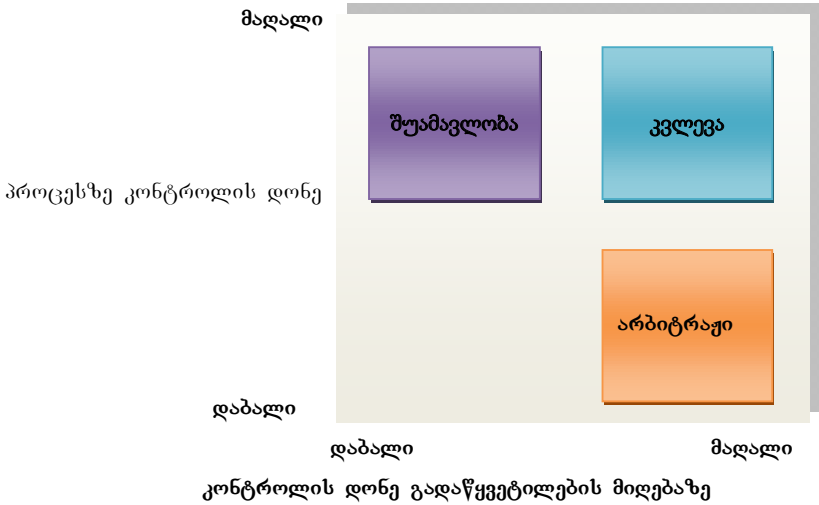 მაღალი
შუამავლობა
კვლევა
პროცესზე კონტროლის დონე
არბიტრაჟი
დაბალი
დაბალი
მაღალი
კონტროლის დონე გადაწყვეტილების მიღებაზე